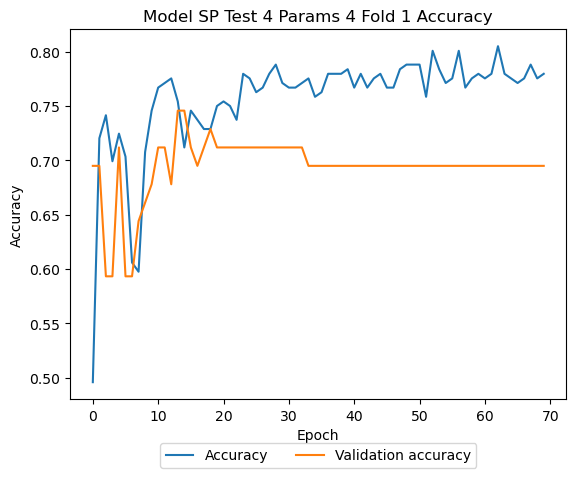 Model SP Test 4 Params 4 Fold 1 Accuracy
0.80
0.75
0.70
0.65
0.60
0.55
0.50
Accuracy
0 10 20 30 40 50 60 70
Epoch
Accuracy Validation accuracy